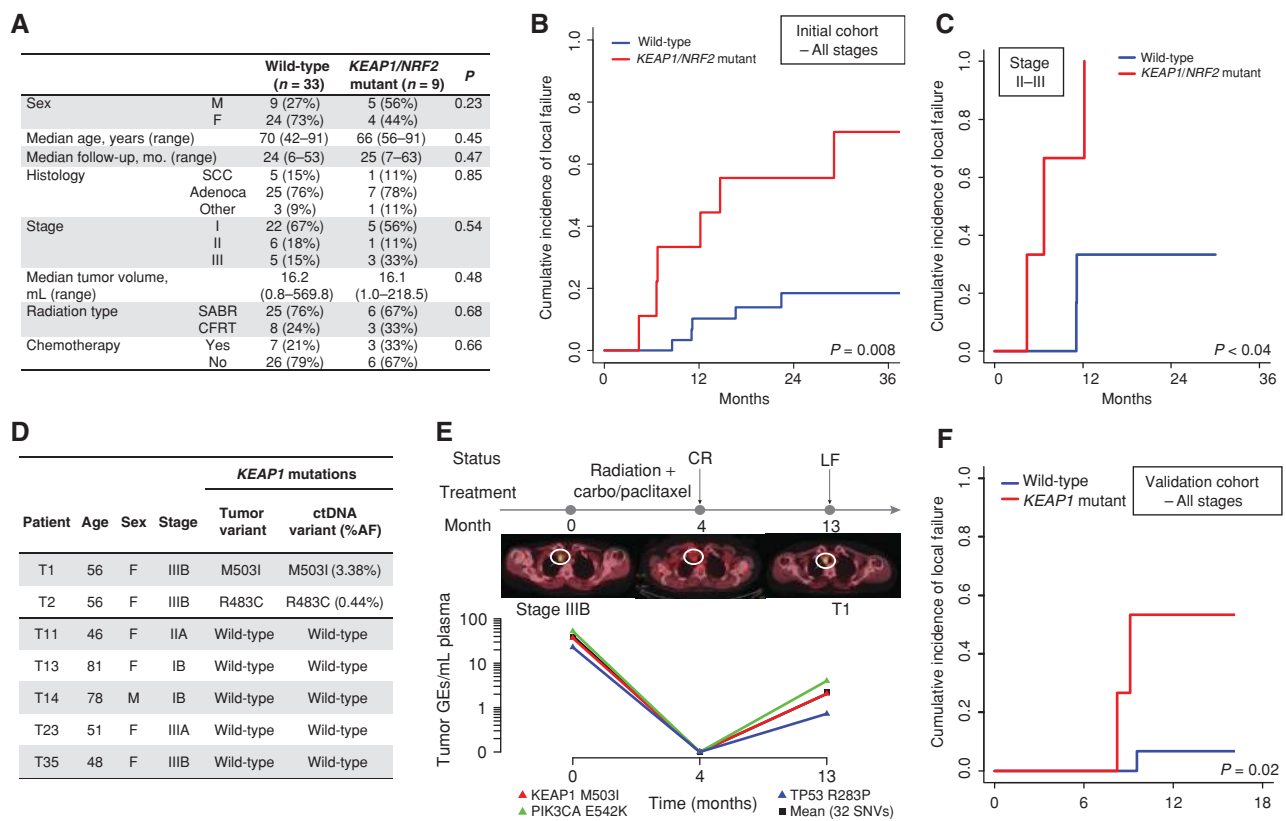 A
Wild-type (n = 33) KEAP1/NRF2 mutant (n = 9) P
Sex M 9 (27%) 5 (56%) 0.23
F 24 (73%) 4 (44%)
Median age, years (range) 70 (42–91) 66 (56–91) 0.45
Median follow-up, mo. (range) 24 (6–53) 25 (7–63) 0.47
Histology SCC 5 (15%) 1 (11%) 0.85
Adenoca 25 (76%) 7 (78%)
Other 3 (9%) 1 (11%)
Stage I 22 (67%) 5 (56%) 0.54
II 6 (18%) 1 (11%)
III 5 (15%) 3 (33%)
Median tumor volume, 16.2 16.1 0.48
mL (range) (0.8–569.8) (1.0–218.5)
Radiation type SABR 25 (76%) 6 (67%) 0.68
CFRT 8 (24%) 3 (33%)
Chemotherapy Yes 7 (21%) 3 (33%) 0.66
No 26 (79%) 6 (67%)
B
Wild-type
KEAP1/NRF2 mutant
Initial cohort
– All stages
Cumulative incidence of local failure
1.0
0.8
0.6
0.4
0.2
0.0
P = 0.008
0 12 24 36
Months
C
Stage
II–III
Wild-type
KEAP1/NRF2 mutant
Cumulative incidence of local failure
1.0
0.8
0.6
0.4
0.2
0.0
P < 0.04
0 12 24 36
Months
D
KEAP1 mutations
Patient Age Sex Stage Tumor variant ctDNA variant (%AF)
T1 56 F IIIB M503I M503I (3.38%)
T2 56 F IIIB R483C R483C (0.44%)
T11 46 F IIA Wild-type Wild-type
T13 81 F IB Wild-type Wild-type
T14 78 M IB Wild-type Wild-type
T23 51 F IIIA Wild-type Wild-type
T35 48 F IIIB Wild-type Wild-type
E
Status CR LF
Treatment Radiation +
carbo/paclitaxel
Month 0 4 13
Stage IIIB T1
Tumor GEs/mL plasma
100
10
1
0
0 4 13
Time (months)
KEAP1 M503I
PIK3CA E542K
TP53 R283P
Mean (32 SNVs)
F
Wild-type
KEAP1 mutant
Validation cohort
– All stages
Cumulative incidence of local failure
1.0
0.8
0.6
0.4
0.2
0.0
P = 0.02
0 6 12 18